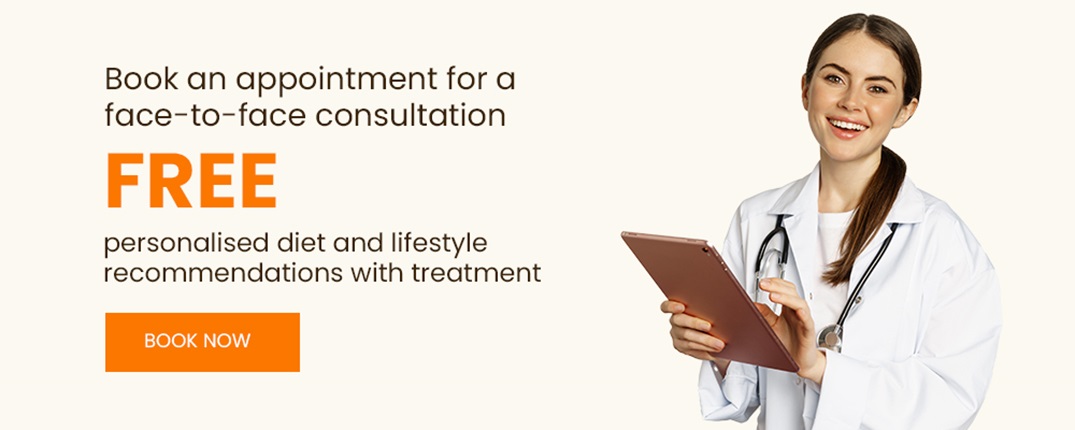 Book an appointment for a
face-to-face consultation
FREE
personalised diet and lifestyle
recommendations with treatment
BOOK NOW